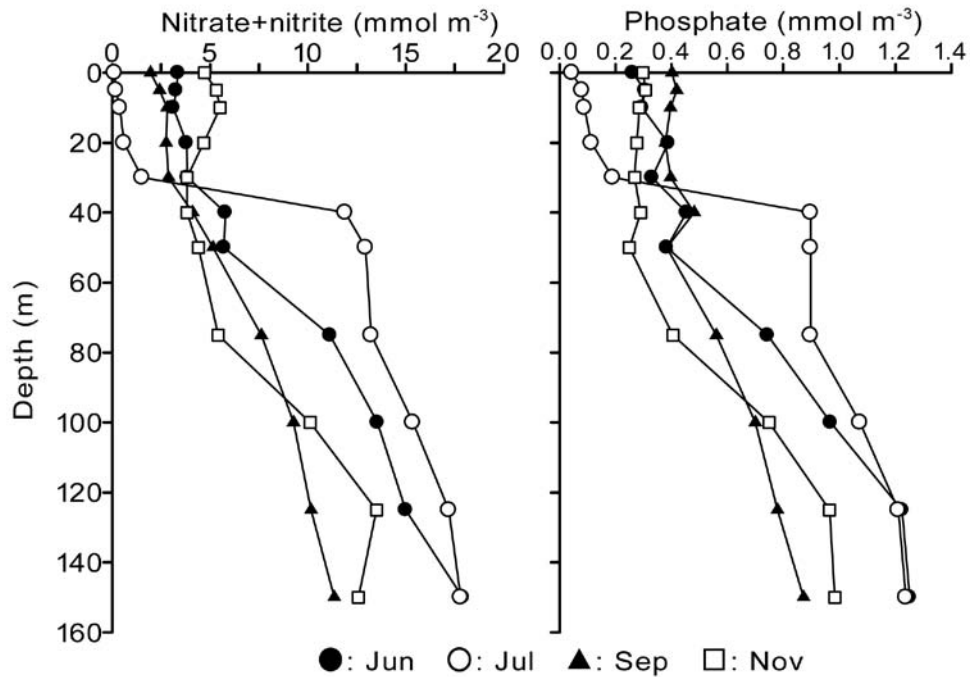 Nitrate+nitrite (mmol m⁻³) Phosphate (mmol m⁻³)
0 5 10 15 20 0.0 0.2 0.4 0.6 0.8 1.0 1.2 1.4
0
20
40
60
80
100
120
140
160
Depth (m)
: Jun : Jul : Sep : Nov